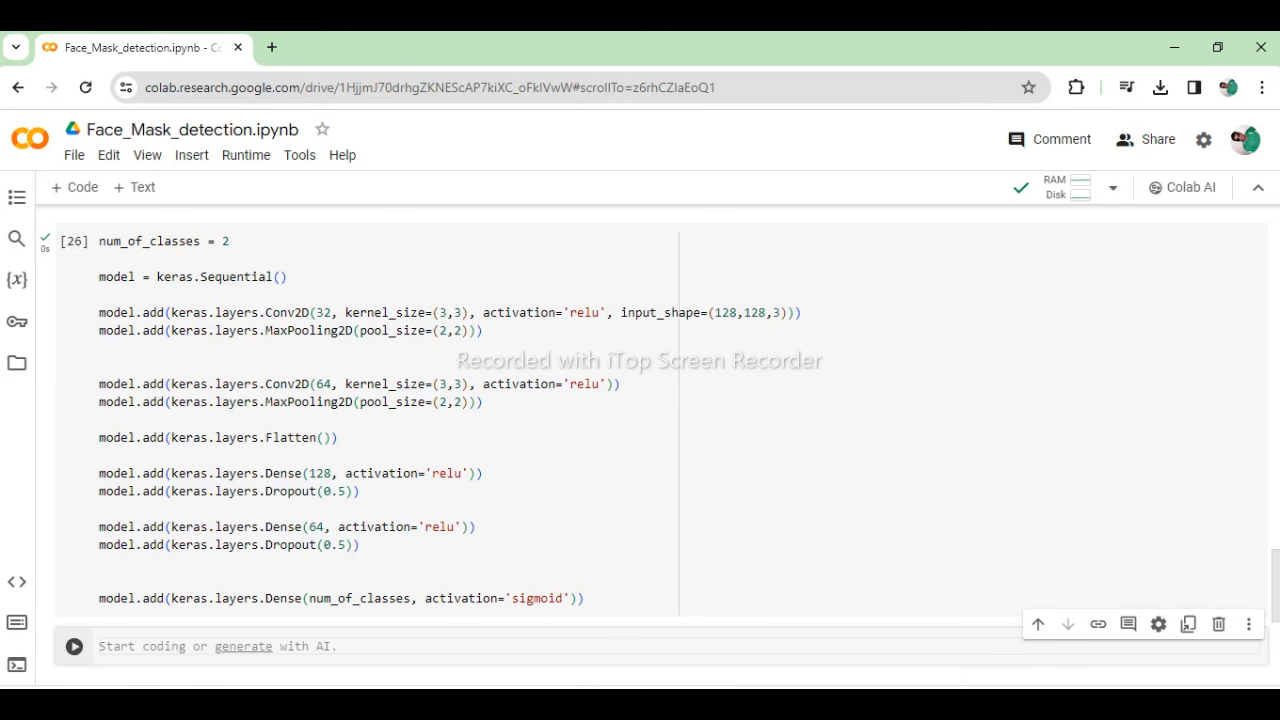 Face_Mask_detection.ipynb - Co
colab.research.google.com/drive/1HjjmJ70drhgZKNEScAP7kiXC_oFkIVwW#scrollTo=z6rhCZIaEoQ1
CO
Face_Mask_detection.ipynb
Comment
Share
File Edit View Insert Runtime Tools Help
+ Code + Text
RAM
Disk
Colab AI
{x}
0s
[26] num_of_classes = 2
model = keras.Sequential()
model.add(keras.layers.Conv2D(32, kernel_size=(3,3), activation='relu', input_shape=(128,128,3)))
model.add(keras.layers.MaxPooling2D(pool_size=(2,2)))
Recorded with iTop Screen Recorder
model.add(keras.layers.Conv2D(64, kernel_size=(3,3), activation='relu'))
model.add(keras.layers.MaxPooling2D(pool_size=(2,2)))
model.add(keras.layers.Flatten())
model.add(keras.layers.Dense(128, activation='relu'))
model.add(keras.layers.Dropout(0.5))
model.add(keras.layers.Dense(64, activation='relu'))
model.add(keras.layers.Dropout(0.5))
model.add(keras.layers.Dense(num_of_classes, activation='sigmoid'))
Start coding or generate with AI.